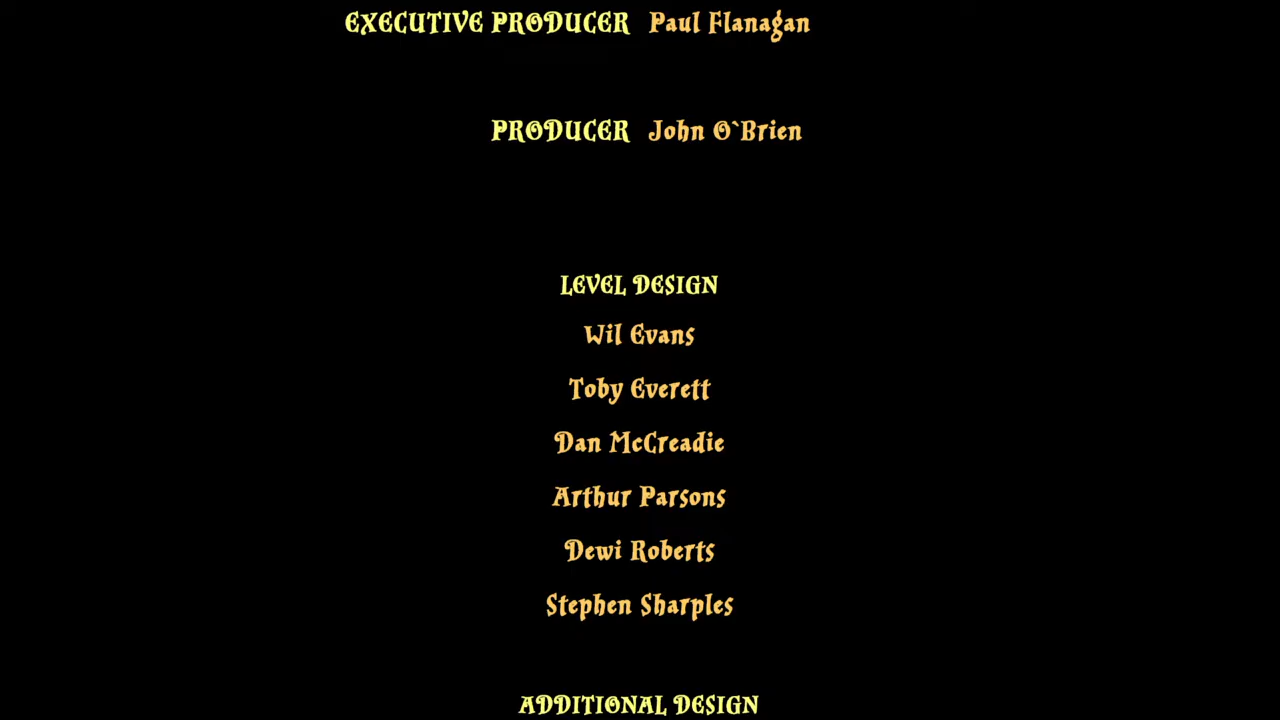 EXECUTIVE PRODUCER Paul Flanagan
PRODUCER John O`Brien
LEVEL DESIGN
Wil Evans
Toby Everett
Dan McCreadie
Arthur Parsons
Dewi Roberts
Stephen Sharples
ADDITIONAL DESIGN